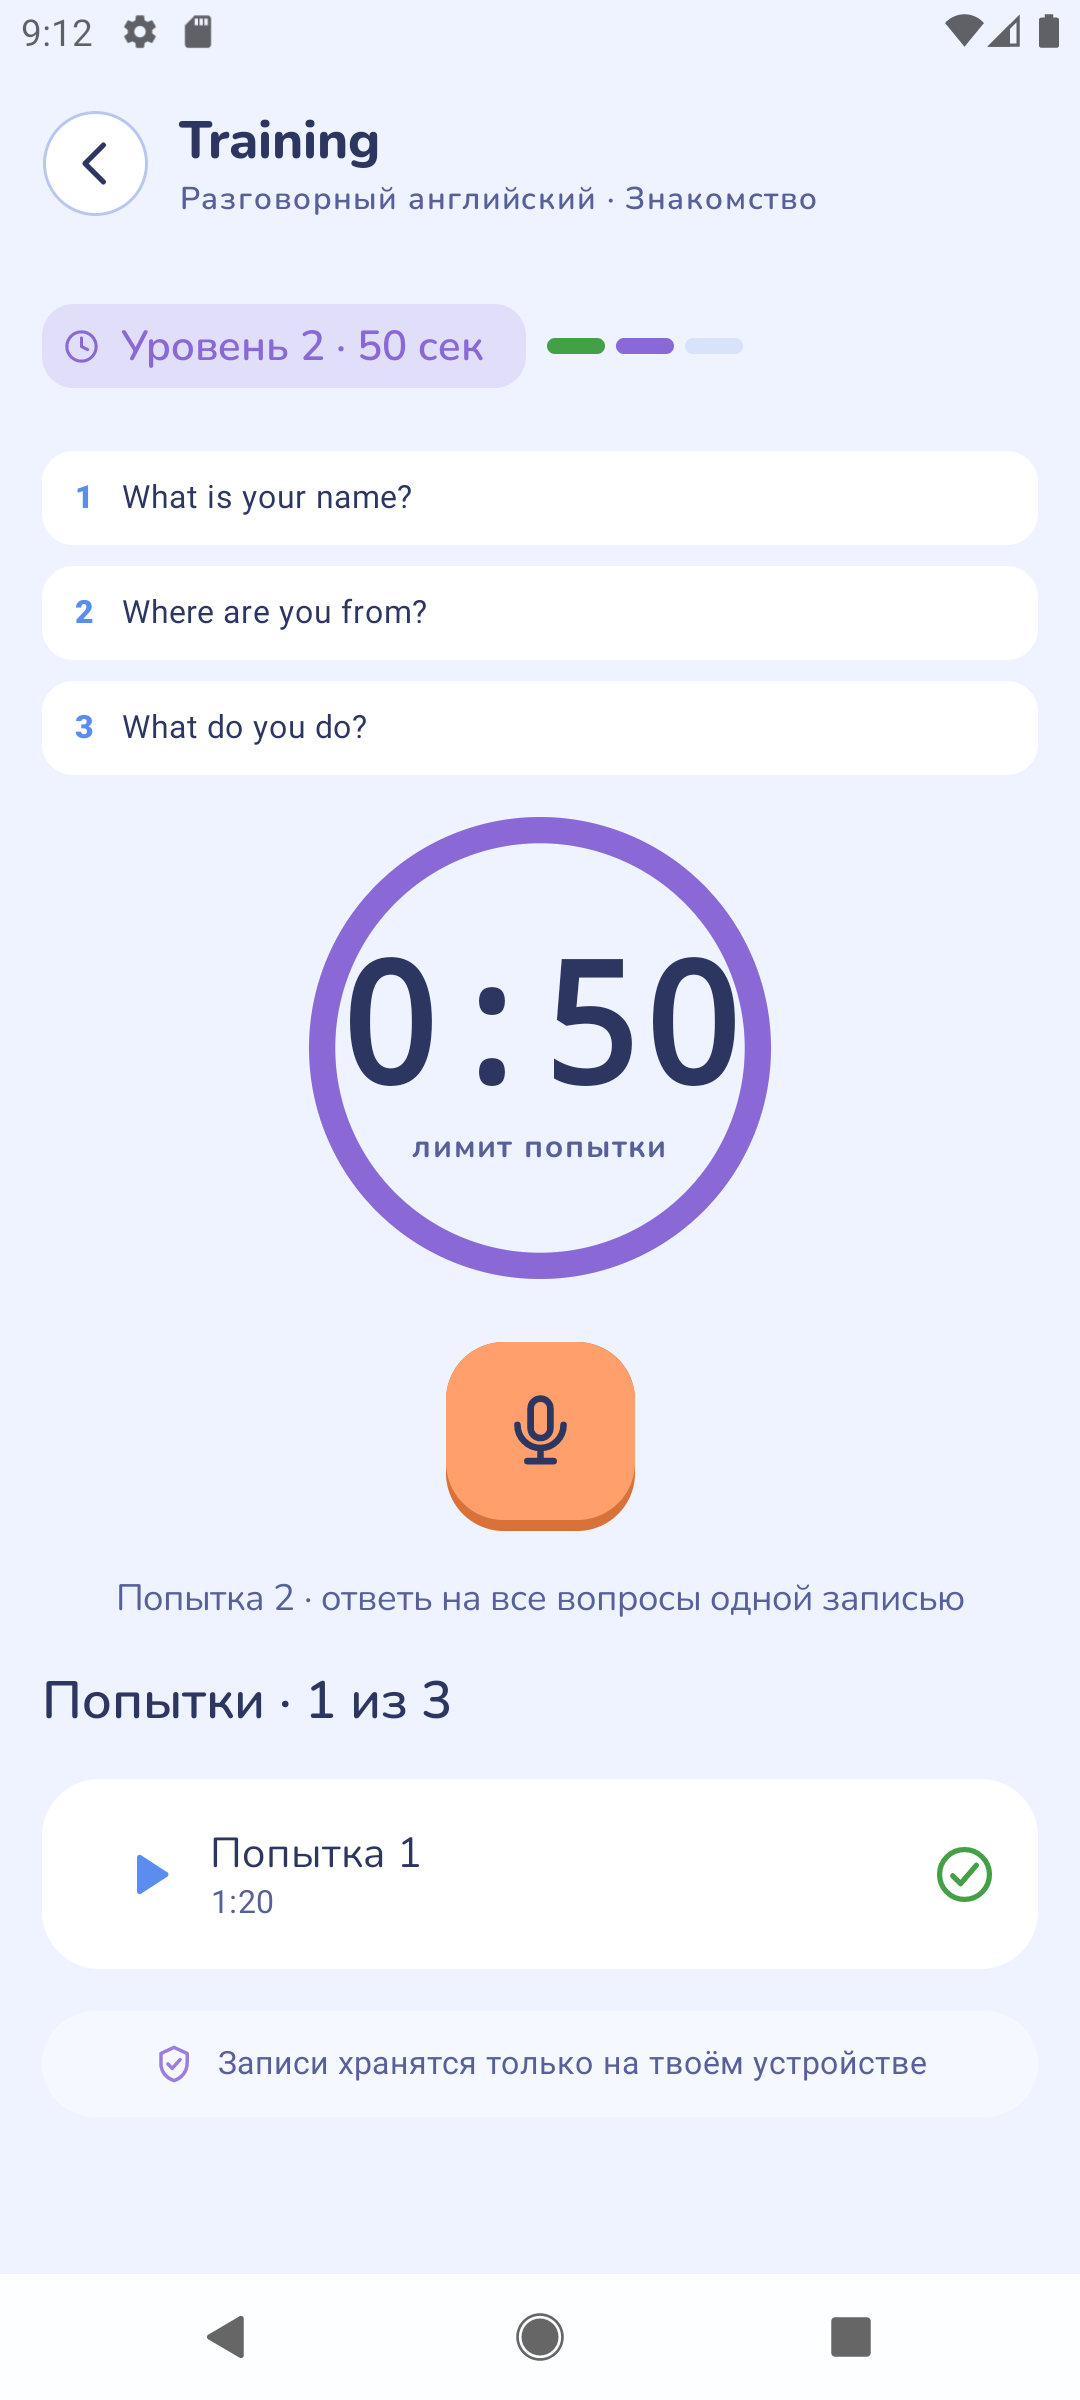 9:12
Training
Разговорный английский · Знакомство
Уровень 2 · 50 сек
1 What is your name?
2 Where are you from?
3 What do you do?
0:50
лимит попытки
Попытка 2 · ответь на все вопросы одной записью
Попытки · 1 из 3
Попытка 1
1:20
Записи хранятся только на твоём устройстве